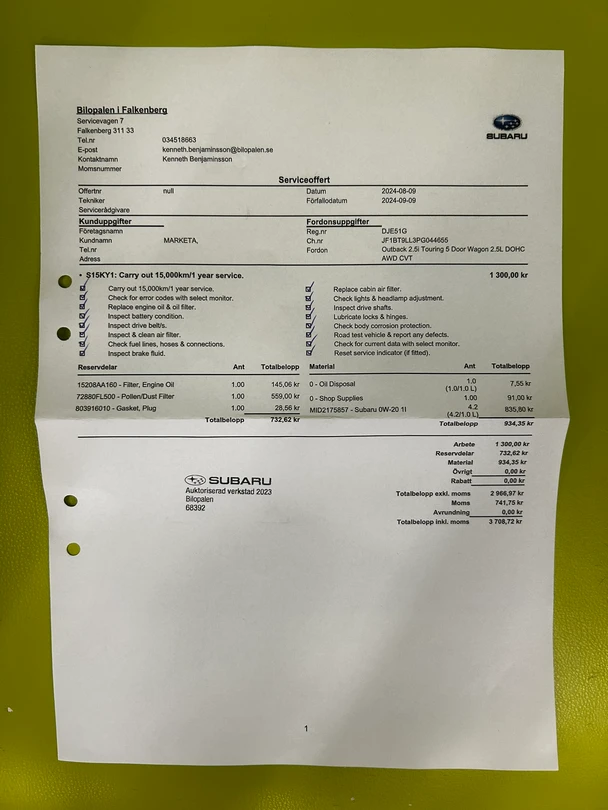 Bilopalen i Falkenberg
Servicevagen 7
Falkenberg 311 33
Tel.nr 034518663
E-post kenneth.benjaminsson@bilopalen.se
Kontaktnamn Kenneth Benjaminsson
Momsnummer
SUBARU
Serviceoffert
Offertnr null Datum 2024-08-09
Tekniker Förfallodatum 2024-09-09
Servicerådgivare
Kunduppgifter Fordonsuppgifter
Företagsnamn Reg.nr DJE51G
Kundnamn MARKETA, Ch.nr JF1BT9LL3PG044655
Tel.nr Fordon Outback 2.5i Touring 5 Door Wagon 2.5L DOHC
Adress AWD CVT
• S15KY1: Carry out 15,000km/1 year service. 1 300,00 kr
Carry out 15,000km/1 year service. Replace cabin air filter.
Check for error codes with select monitor. Check lights & headlamp adjustment.
Replace engine oil & oil filter. Inspect drive shafts.
Inspect battery condition. Lubricate locks & hinges.
Inspect drive belt/s. Check body corrosion protection.
Inspect & clean air filter. Road test vehicle & report any defects.
Check fuel lines, hoses & connections. Check for current data with select monitor.
Inspect brake fluid. Reset service indicator (if fitted).
Reservdelar Ant Totalbelopp Material Ant Totalbelopp
15208AA160 - Filter, Engine Oil 1.00 145,06 kr 0 - Oil Disposal 1.0 (1.0/1.0 L) 7,55 kr
72880FL500 - Pollen/Dust Filter 1.00 559,00 kr 0 - Shop Supplies 1.00 91,00 kr
803916010 - Gasket, Plug 1.00 28,56 kr MID2175857 - Subaru 0W-20 1l 4.2 (4.2/1.0 L) 835,80 kr
Totalbelopp 732,62 kr Totalbelopp 934,35 kr
Arbete 1 300,00 kr
Reservdelar 732,62 kr
Material 934,35 kr
Övrigt 0,00 kr
Rabatt 0,00 kr
Totalbelopp exkl. moms 2 966,97 kr
Moms 741,75 kr
Avrundning 0,00 kr
Totalbelopp inkl. moms 3 708,72 kr
SUBARU
Auktoriserad verkstad 2023
Bilopalen
68392
1